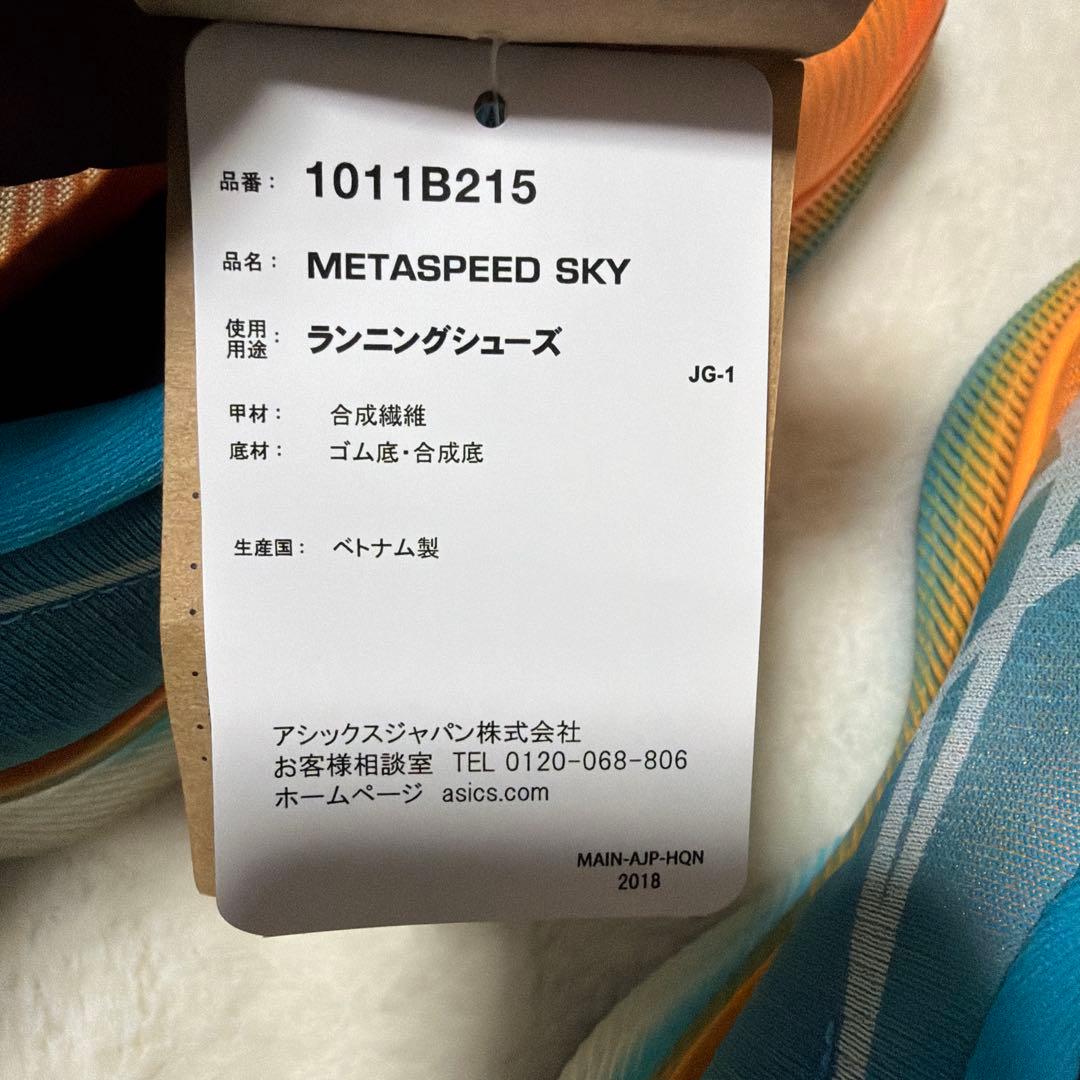 品番： 1011B215
品名： METASPEED SKY
使用用途： ランニングシューズ
JG-1
甲材： 合成繊維
底材： ゴム底・合成底
生産国： ベトナム製
アシックスジャパン株式会社
お客様相談室 TEL 0120-068-806
ホームページ asics.com
MAIN-AJP-HQN
2018